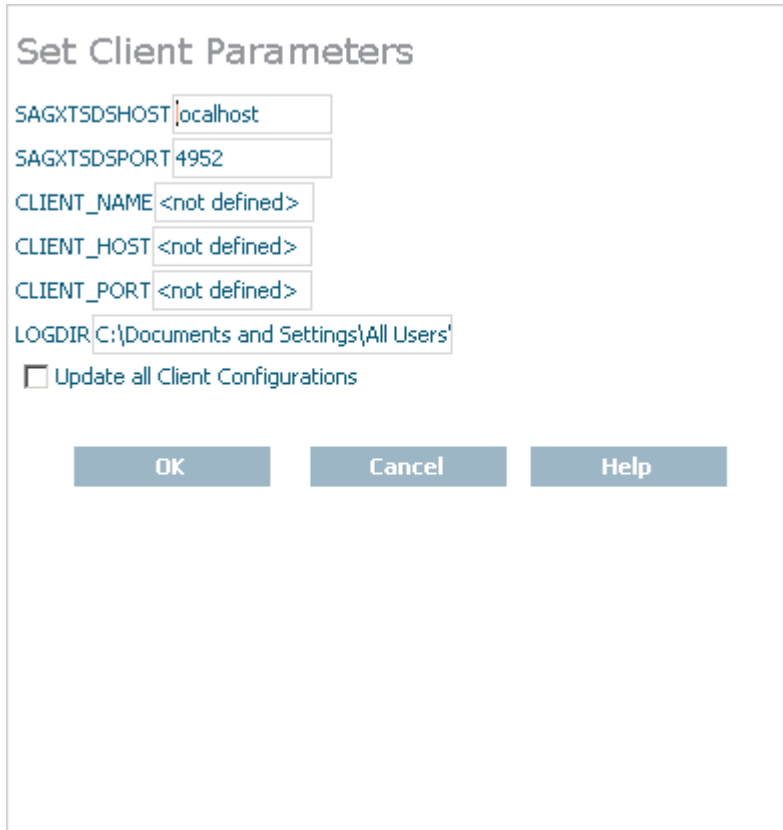 Set Client Parameters
SAGXTSDSHOST localhost
SAGXTSDSPORT 4952
CLIENT_NAME <not defined>
CLIENT_HOST <not defined>
CLIENT_PORT <not defined>
LOGDIR C:\Documents and Settings\All Users'
Update all Client Configurations
OK Cancel Help